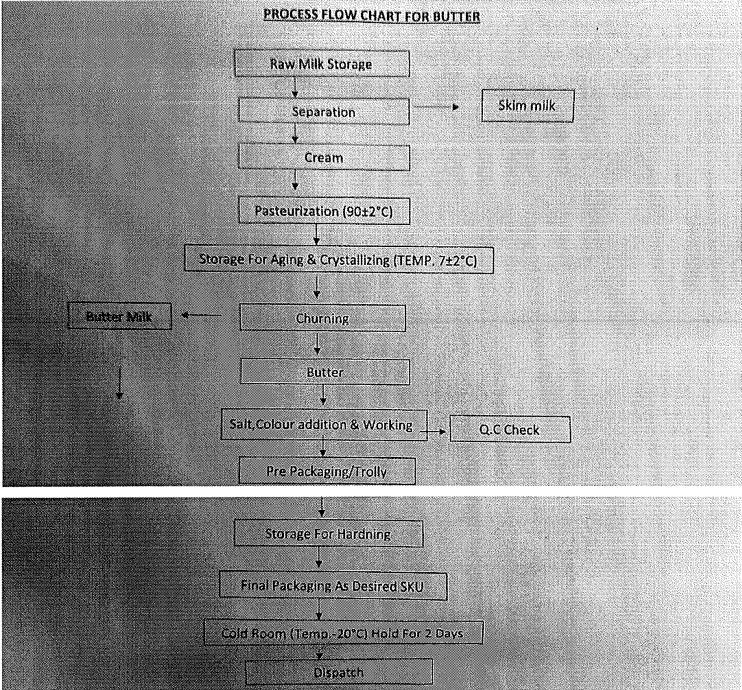 PROCESS FLOW CHART FOR BUTTER
Raw Milk Storage
Separation
Skim milk
Cream
Pasteurization (90±2°C)
Storage For Aging & Crystallizing (TEMP. 7±2°C)
Butter Milk
Churning
Butter
Salt,Colour addition & Working
Q.C Check
Pre Packaging/Trolly
Storage For Hardning
Final Packaging As Desired SKU
Cold Room (Temp.-20°C) Hold For 2 Days
Dispatch